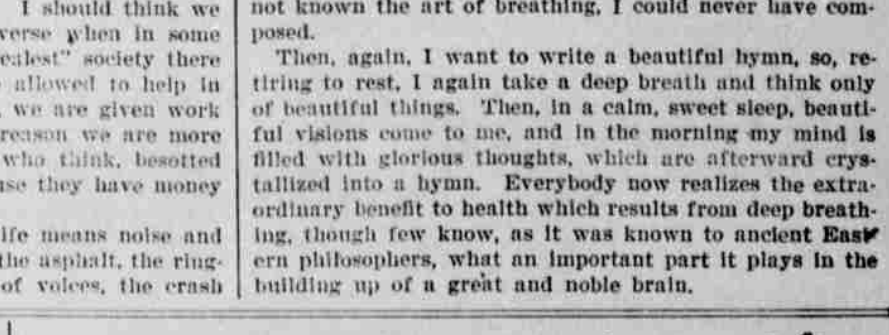 I should think we
verse when in some
ealest" society there
allowed to help in
we are given work
reason we are more
who think, besotted
use they have money
ife means noise and
the asphalt, the ring-
of voices, the crash
not known the art of breathing, I could never have com-
posed.
Then, again, I want to write a beautiful hymn, so, re-
tiring to rest, I again take a deep breath and think only
of beautiful things. Then, in a calm, sweet sleep, beauti-
ful visions come to me, and in the morning my mind is
filled with glorious thoughts, which are afterward crys-
tallized into a hymn. Everybody now realizes the extra-
ordinary benefit to health which results from deep breath-
ing, though few know, as it was known to ancient East-
ern philosophers, what an important part it plays in the
building up of a great and noble brain.